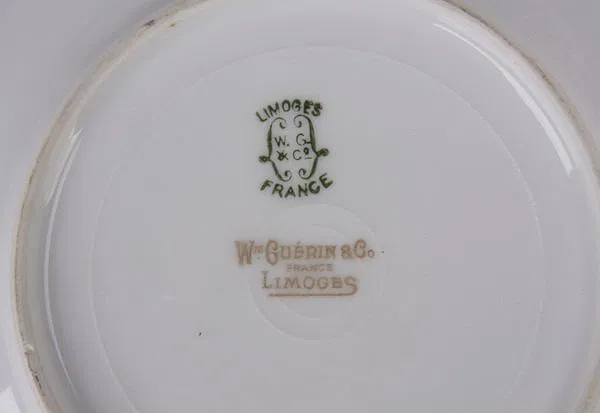 LIMOGES
W. G.
& Co
FRANCE
Wm GUÉRIN & Co
FRANCE
LIMOGES